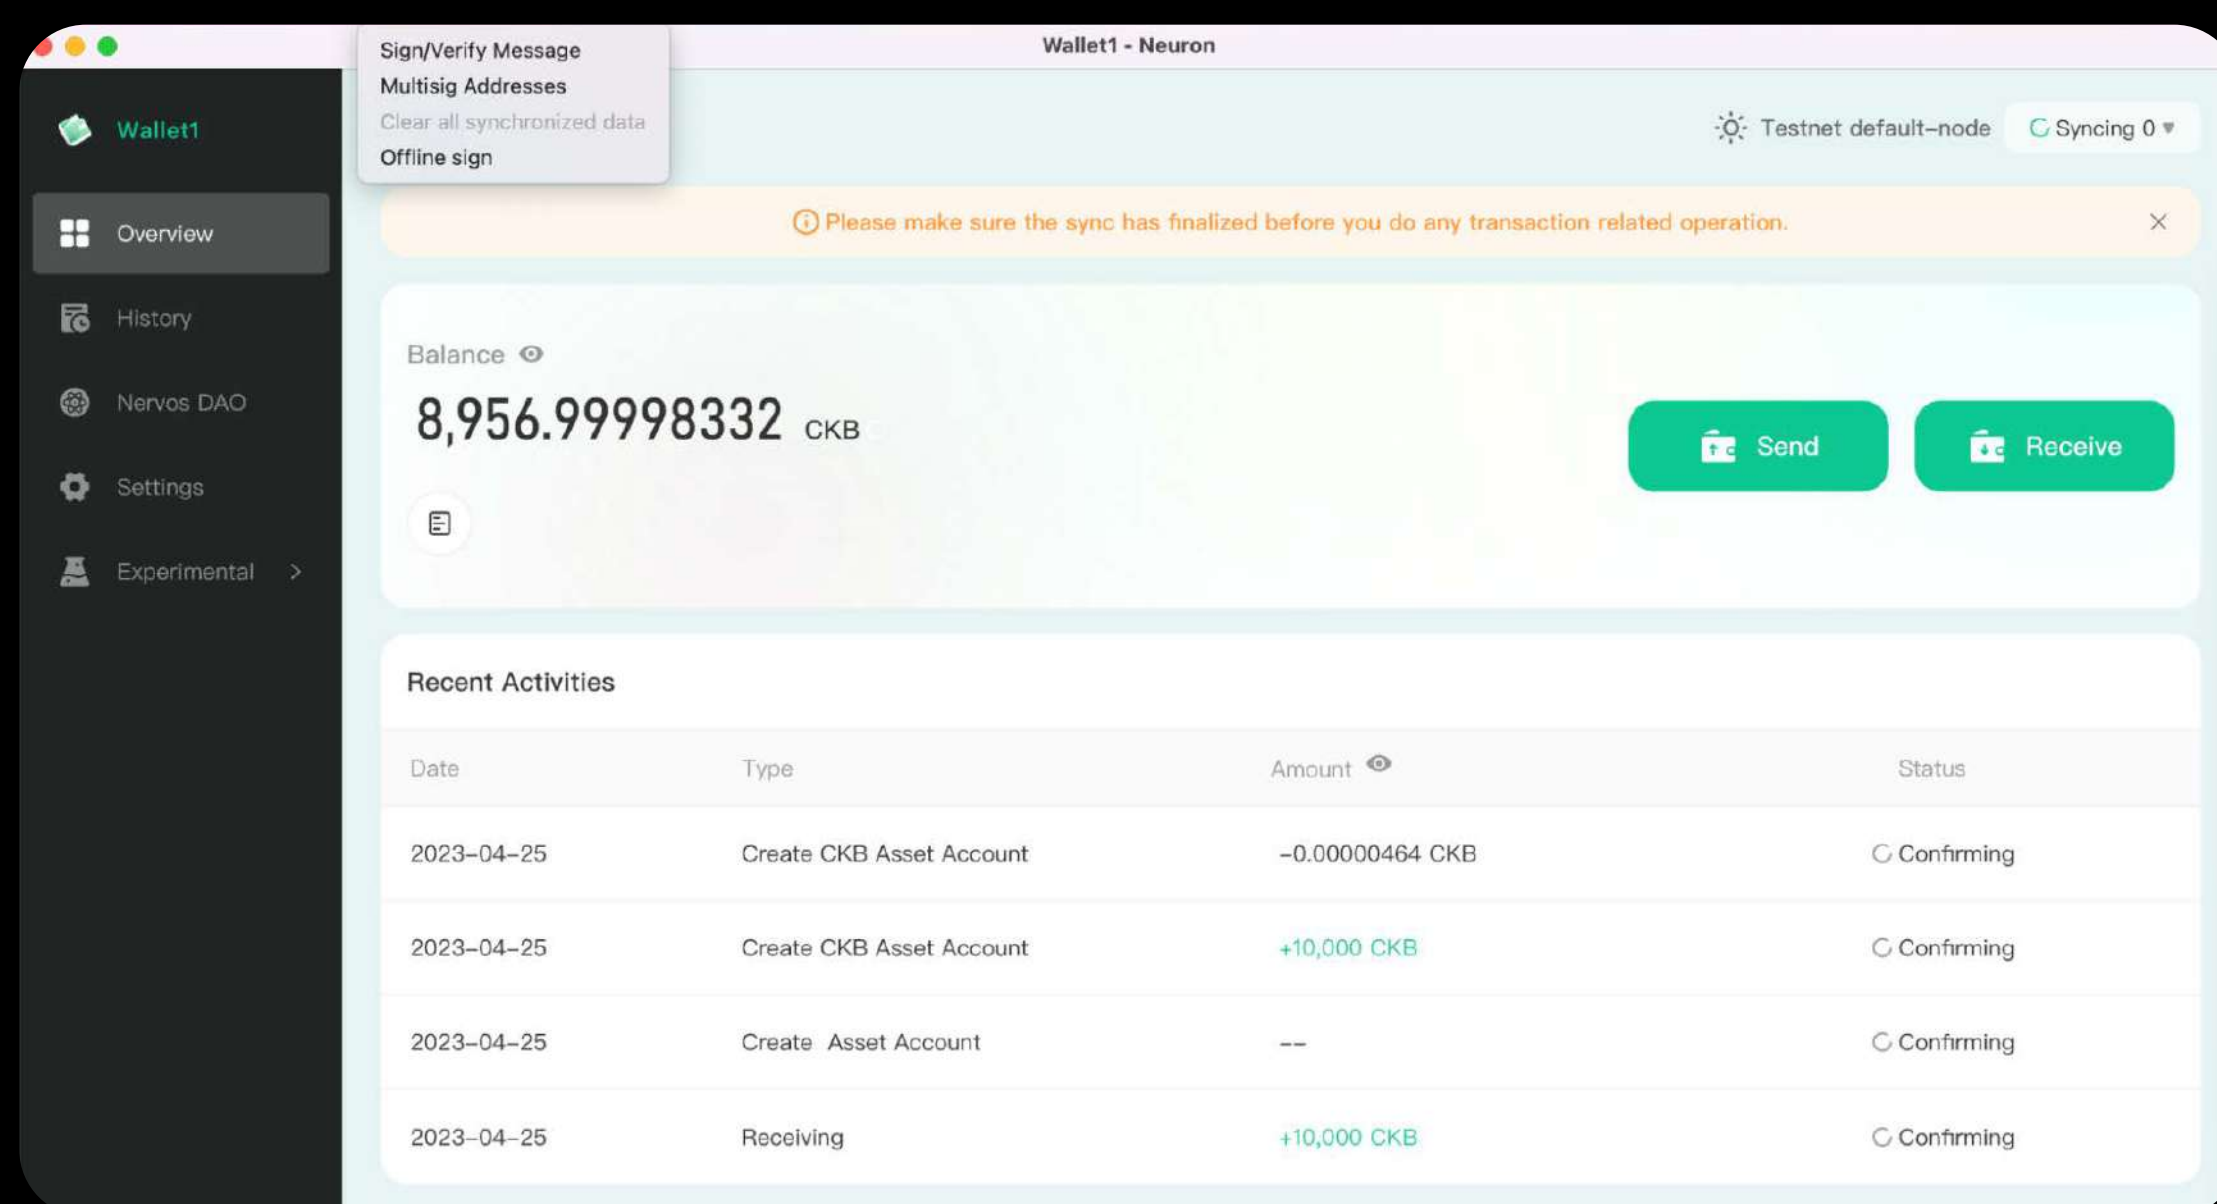 Wallet1 - Neuron
Sign/Verify Message
Multisig Addresses
Clear all synchronized data
Offline sign
Wallet1
Overview
History
Nervos DAO
Settings
Experimental >
Testnet default-node
Syncing 0
Please make sure the sync has finalized before you do any transaction related operation.
Balance
8,956.99998332 CKB
Send
Receive
Recent Activities
Date Type Amount Status
2023-04-25 Create CKB Asset Account -0.00000464 CKB Confirming
2023-04-25 Create CKB Asset Account +10,000 CKB Confirming
2023-04-25 Create Asset Account -- Confirming
2023-04-25 Receiving +10,000 CKB Confirming